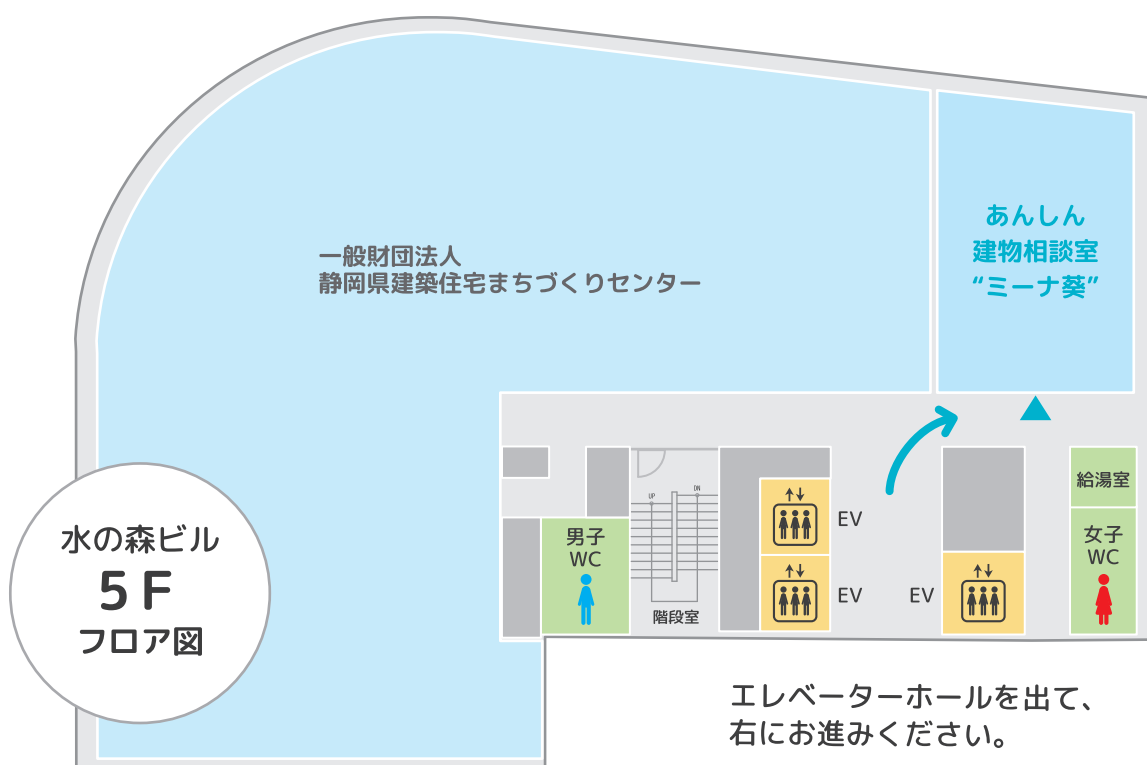 一般財団法人
静岡県建築住宅まちづくりセンター
あんしん
建物相談室
“ミーナ葵”
水の森ビル
5F
フロア図
男子
WC
UP
DN
階段室
EV
EV
EV
給湯室
女子
WC
エレベーターホールを出て、
右にお進みください。